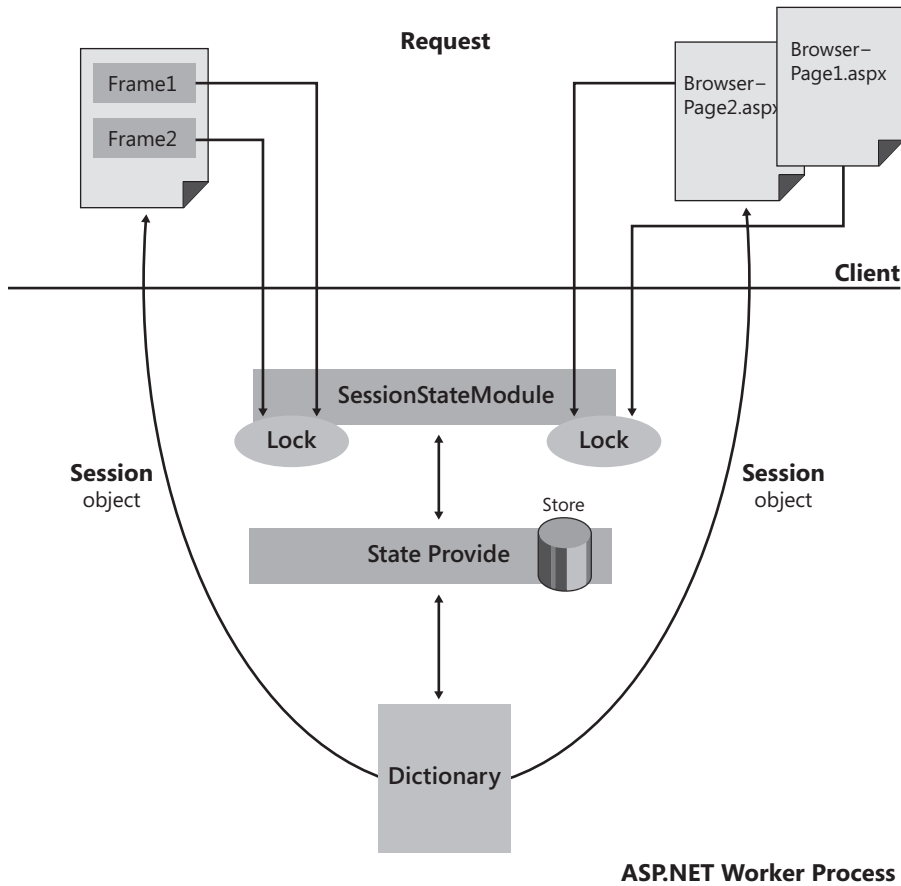 Request
Frame1
Frame2
Browser–
Page2.aspx
Browser–
Page1.aspx
Client
SessionStateModule
Lock
Lock
Session
object
Session
object
Store
State Provide
Dictionary
ASP.NET Worker Process